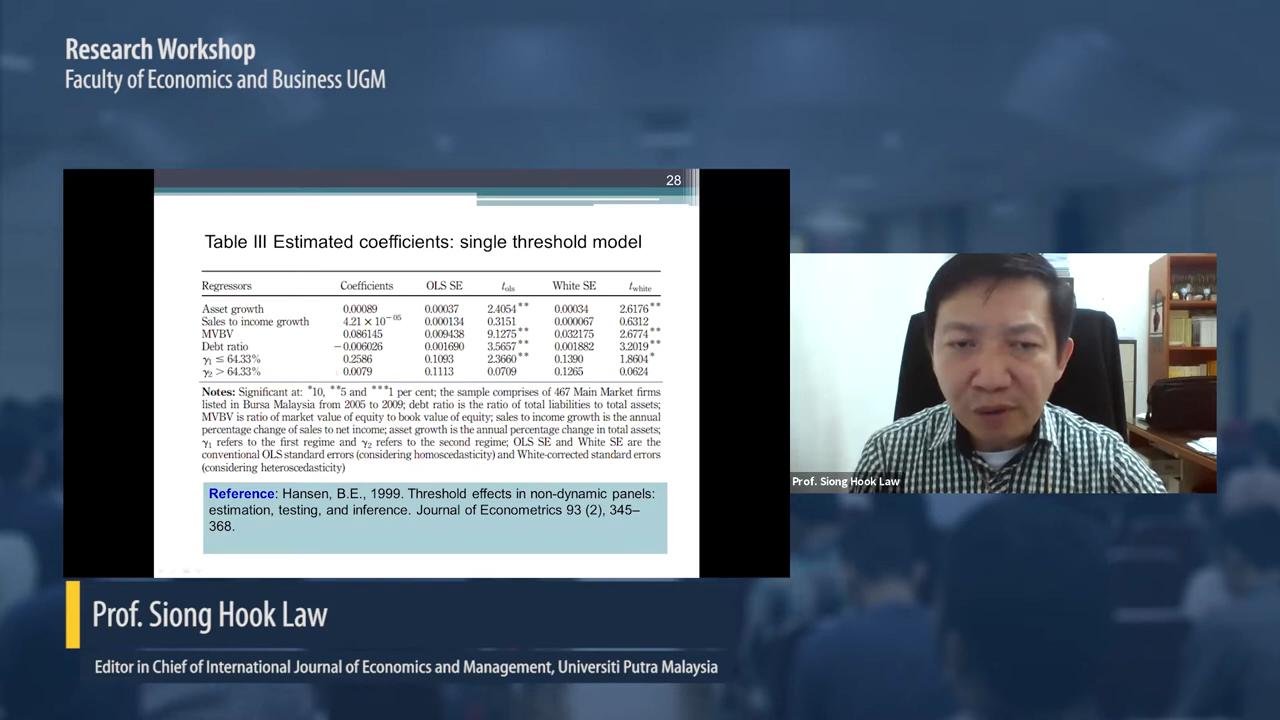 Research Workshop
Faculty of Economics and Business UGM
28
Table III Estimated coefficients: single threshold model
Regressors Coefficients OLS SE t_ols White SE t_white
Asset growth 0.00089 0.00037 2.4054** 0.00034 2.6176**
Sales to income growth 4.21 × 10^-05 0.000134 0.3151 0.000067 0.6312
MVBV 0.086145 0.009438 9.1275** 0.032175 2.6774**
Debt ratio −0.006026 0.001690 3.5657** 0.001882 3.2019**
γ1 ≤ 64.33% 0.2586 0.1093 2.3660** 0.1390 1.8604*
γ2 > 64.33% 0.0079 0.1113 0.0709 0.1265 0.0624
Notes: Significant at: *10, **5 and ***1 per cent; the sample comprises of 467 Main Market firms
listed in Bursa Malaysia from 2005 to 2009; debt ratio is the ratio of total liabilities to total assets;
MVBV is ratio of market value of equity to book value of equity; sales to income growth is the annual
percentage change of sales to net income; asset growth is the annual percentage change in total assets;
γ1 refers to the first regime and γ2 refers to the second regime; OLS SE and White SE are the
conventional OLS standard errors (considering homoscedasticity) and White-corrected standard errors
(considering heteroscedasticity)
Reference: Hansen, B.E., 1999. Threshold effects in non-dynamic panels:
estimation, testing, and inference. Journal of Econometrics 93 (2), 345–
368.
Prof. Siong Hook Law
Prof. Siong Hook Law
Editor in Chief of International Journal of Economics and Management, Universiti Putra Malaysia